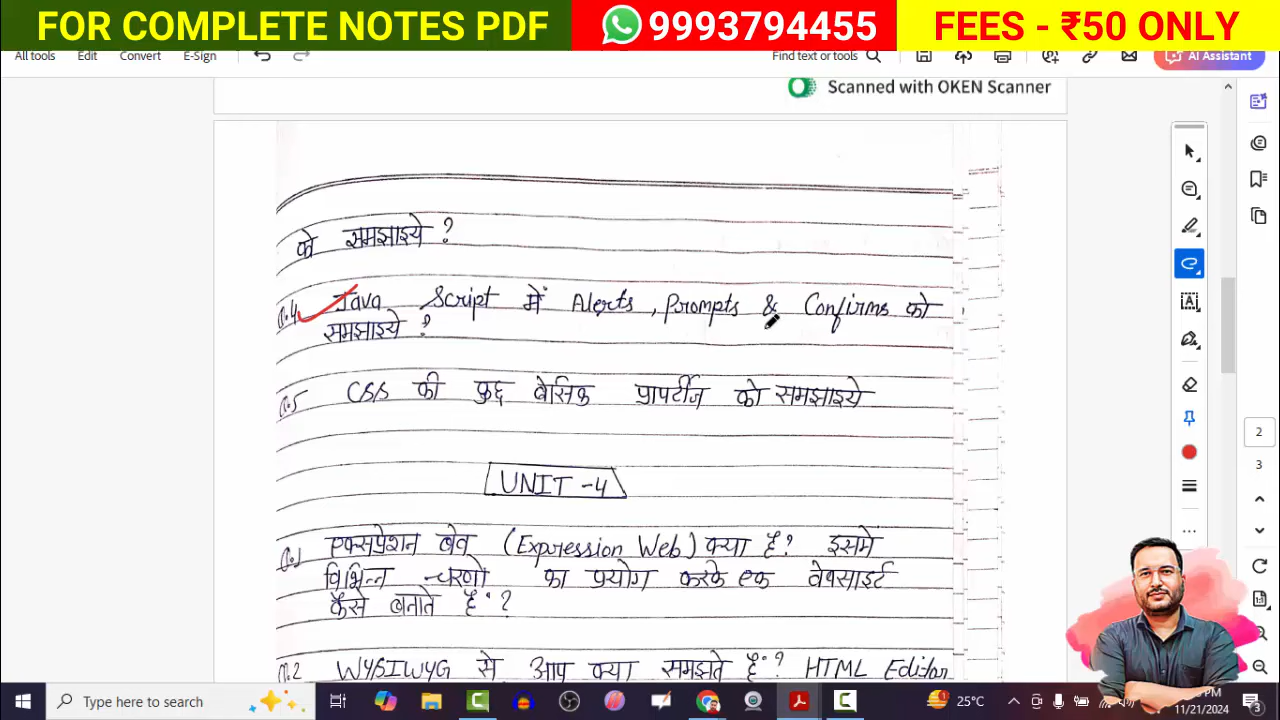 FOR COMPLETE NOTES PDF 9993794455 FEES - ₹50 ONLY
All tools Edit Convert E-Sign Find text or tools AI Assistant
Scanned with OKEN Scanner
को समझाइये ?
Q.4 Java Script में Alerts, Prompts & Confirms को
समझाइये ?
Q.5 CSS की कुछ बेसिक प्रापर्टीज को समझाइये
UNIT -4
Q.1 एक्सप्रेशन वेव (Expression Web) क्या है? इसमे
विभिन्न चरणो का प्रयोग करके एक वेबसाईट
कैसे बनाते हैं ?
WYSIWYG से आप क्या समझते हैं ? HTML Editor
2
3
Type here to search
25°C
11/21/2024